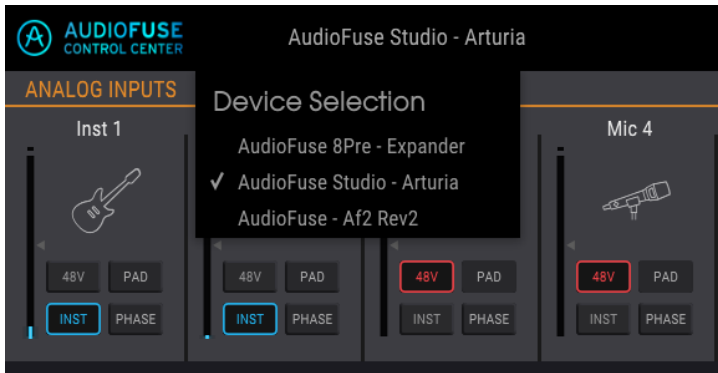 AUDIOFUSE
CONTROL CENTER
AudioFuse Studio - Arturia
ANALOG INPUTS
Device Selection
AudioFuse 8Pre - Expander
✓ AudioFuse Studio - Arturia
AudioFuse - Af2 Rev2
Inst 1
Mic 4
48V PAD 48V PAD 48V PAD 48V PAD
INST PHASE INST PHASE INST PHASE INST PHASE